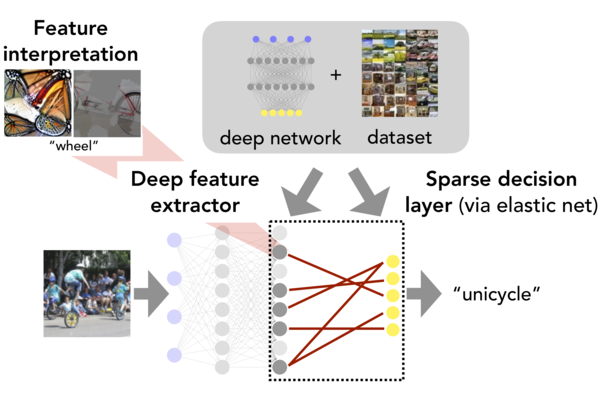 Feature
interpretation
"wheel"
deep network
+
dataset
Deep feature
extractor
Sparse decision
layer (via elastic net)
"unicycle"